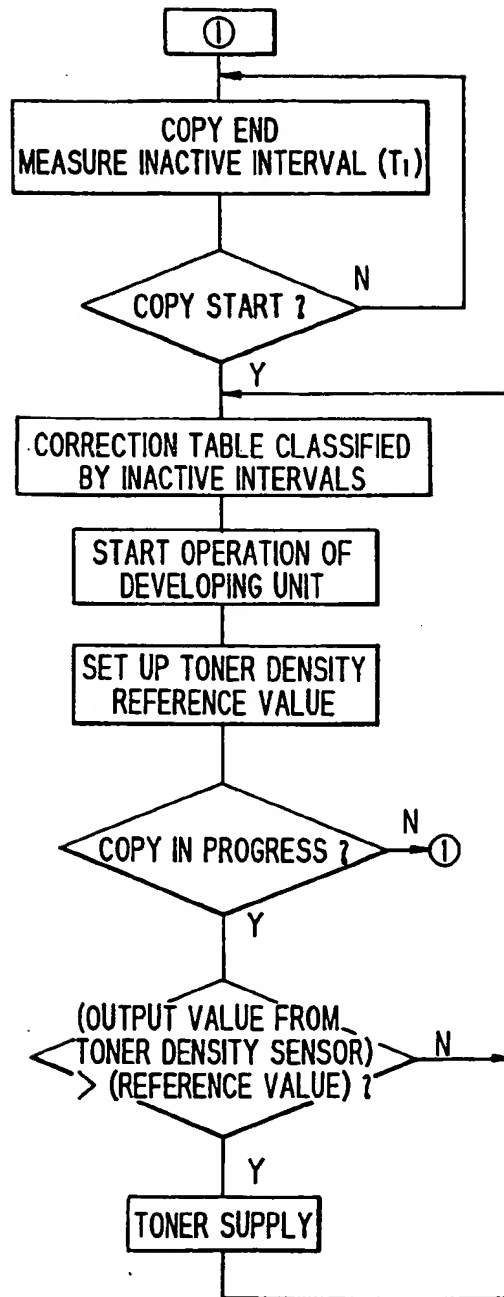 ①
COPY END
MEASURE INACTIVE INTERVAL (T1)
COPY START ?
N
Y
CORRECTION TABLE CLASSIFIED
BY INACTIVE INTERVALS
START OPERATION OF
DEVELOPING UNIT
SET UP TONER DENSITY
REFERENCE VALUE
COPY IN PROGRESS ?
N
①
Y
(OUTPUT VALUE FROM
TONER DENSITY SENSOR)
> (REFERENCE VALUE) ?
N
Y
TONER SUPPLY